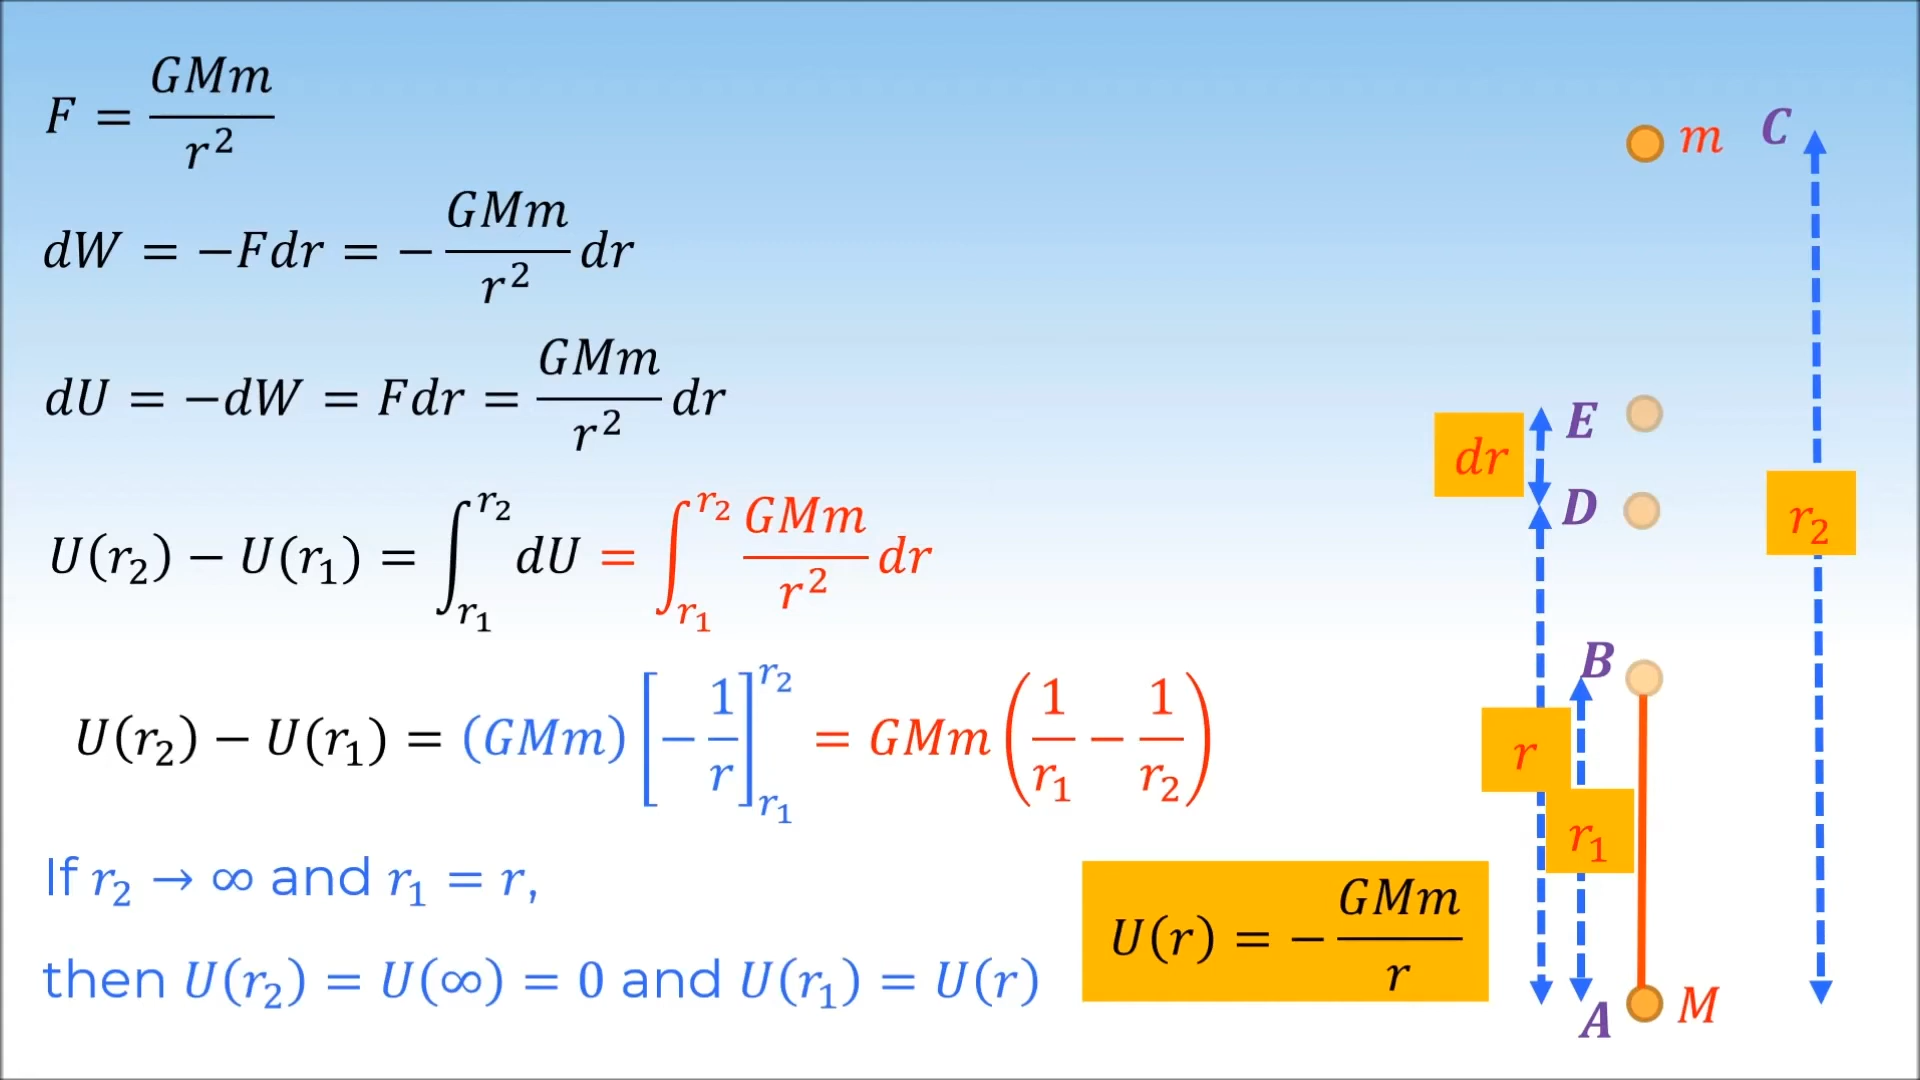 F = GMm/r²
dW = −Fdr = − GMm/r² dr
dU = −dW = Fdr = GMm/r² dr
U(r₂) − U(r₁) = ∫_{r₁}^{r₂} dU = ∫_{r₁}^{r₂} GMm/r² dr
U(r₂) − U(r₁) = (GMm) [− 1/r]_{r₁}^{r₂} = GMm (1/r₁ − 1/r₂)
If r₂ → ∞ and r₁ = r,
then U(r₂) = U(∞) = 0 and U(r₁) = U(r)
U(r) = − GMm/r
m C
E
dr
D
r₂
B
r
r₁
A M